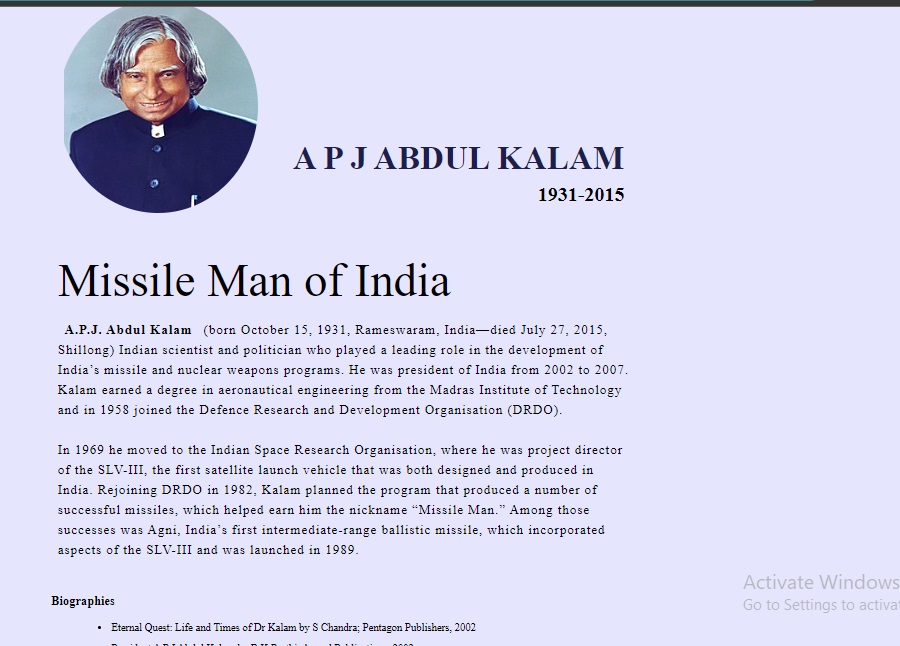 A P J ABDUL KALAM
1931-2015
Missile Man of India
A.P.J. Abdul Kalam (born October 15, 1931, Rameswaram, India—died July 27, 2015,
Shillong) Indian scientist and politician who played a leading role in the development of
India’s missile and nuclear weapons programs. He was president of India from 2002 to 2007.
Kalam earned a degree in aeronautical engineering from the Madras Institute of Technology
and in 1958 joined the Defence Research and Development Organisation (DRDO).
In 1969 he moved to the Indian Space Research Organisation, where he was project director
of the SLV-III, the first satellite launch vehicle that was both designed and produced in
India. Rejoining DRDO in 1982, Kalam planned the program that produced a number of
successful missiles, which helped earn him the nickname “Missile Man.” Among those
successes was Agni, India’s first intermediate-range ballistic missile, which incorporated
aspects of the SLV-III and was launched in 1989.
Activate Windows
Go to Settings to activat
Biographies
• Eternal Quest: Life and Times of Dr Kalam by S Chandra; Pentagon Publishers, 2002